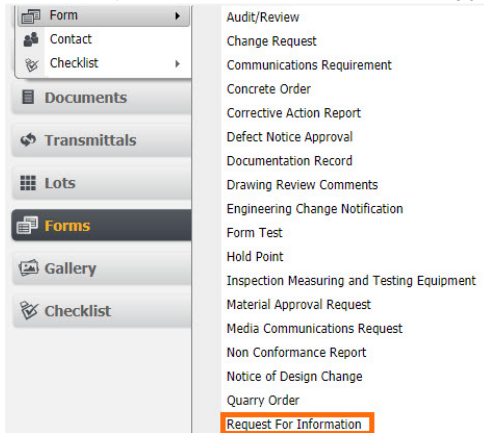 Form
Contact
Checklist
Documents
Transmittals
Lots
Forms
Gallery
Checklist
Audit/Review
Change Request
Communications Requirement
Concrete Order
Corrective Action Report
Defect Notice Approval
Documentation Record
Drawing Review Comments
Engineering Change Notification
Form Test
Hold Point
Inspection Measuring and Testing Equipment
Material Approval Request
Media Communications Request
Non Conformance Report
Notice of Design Change
Quarry Order
Request For Information